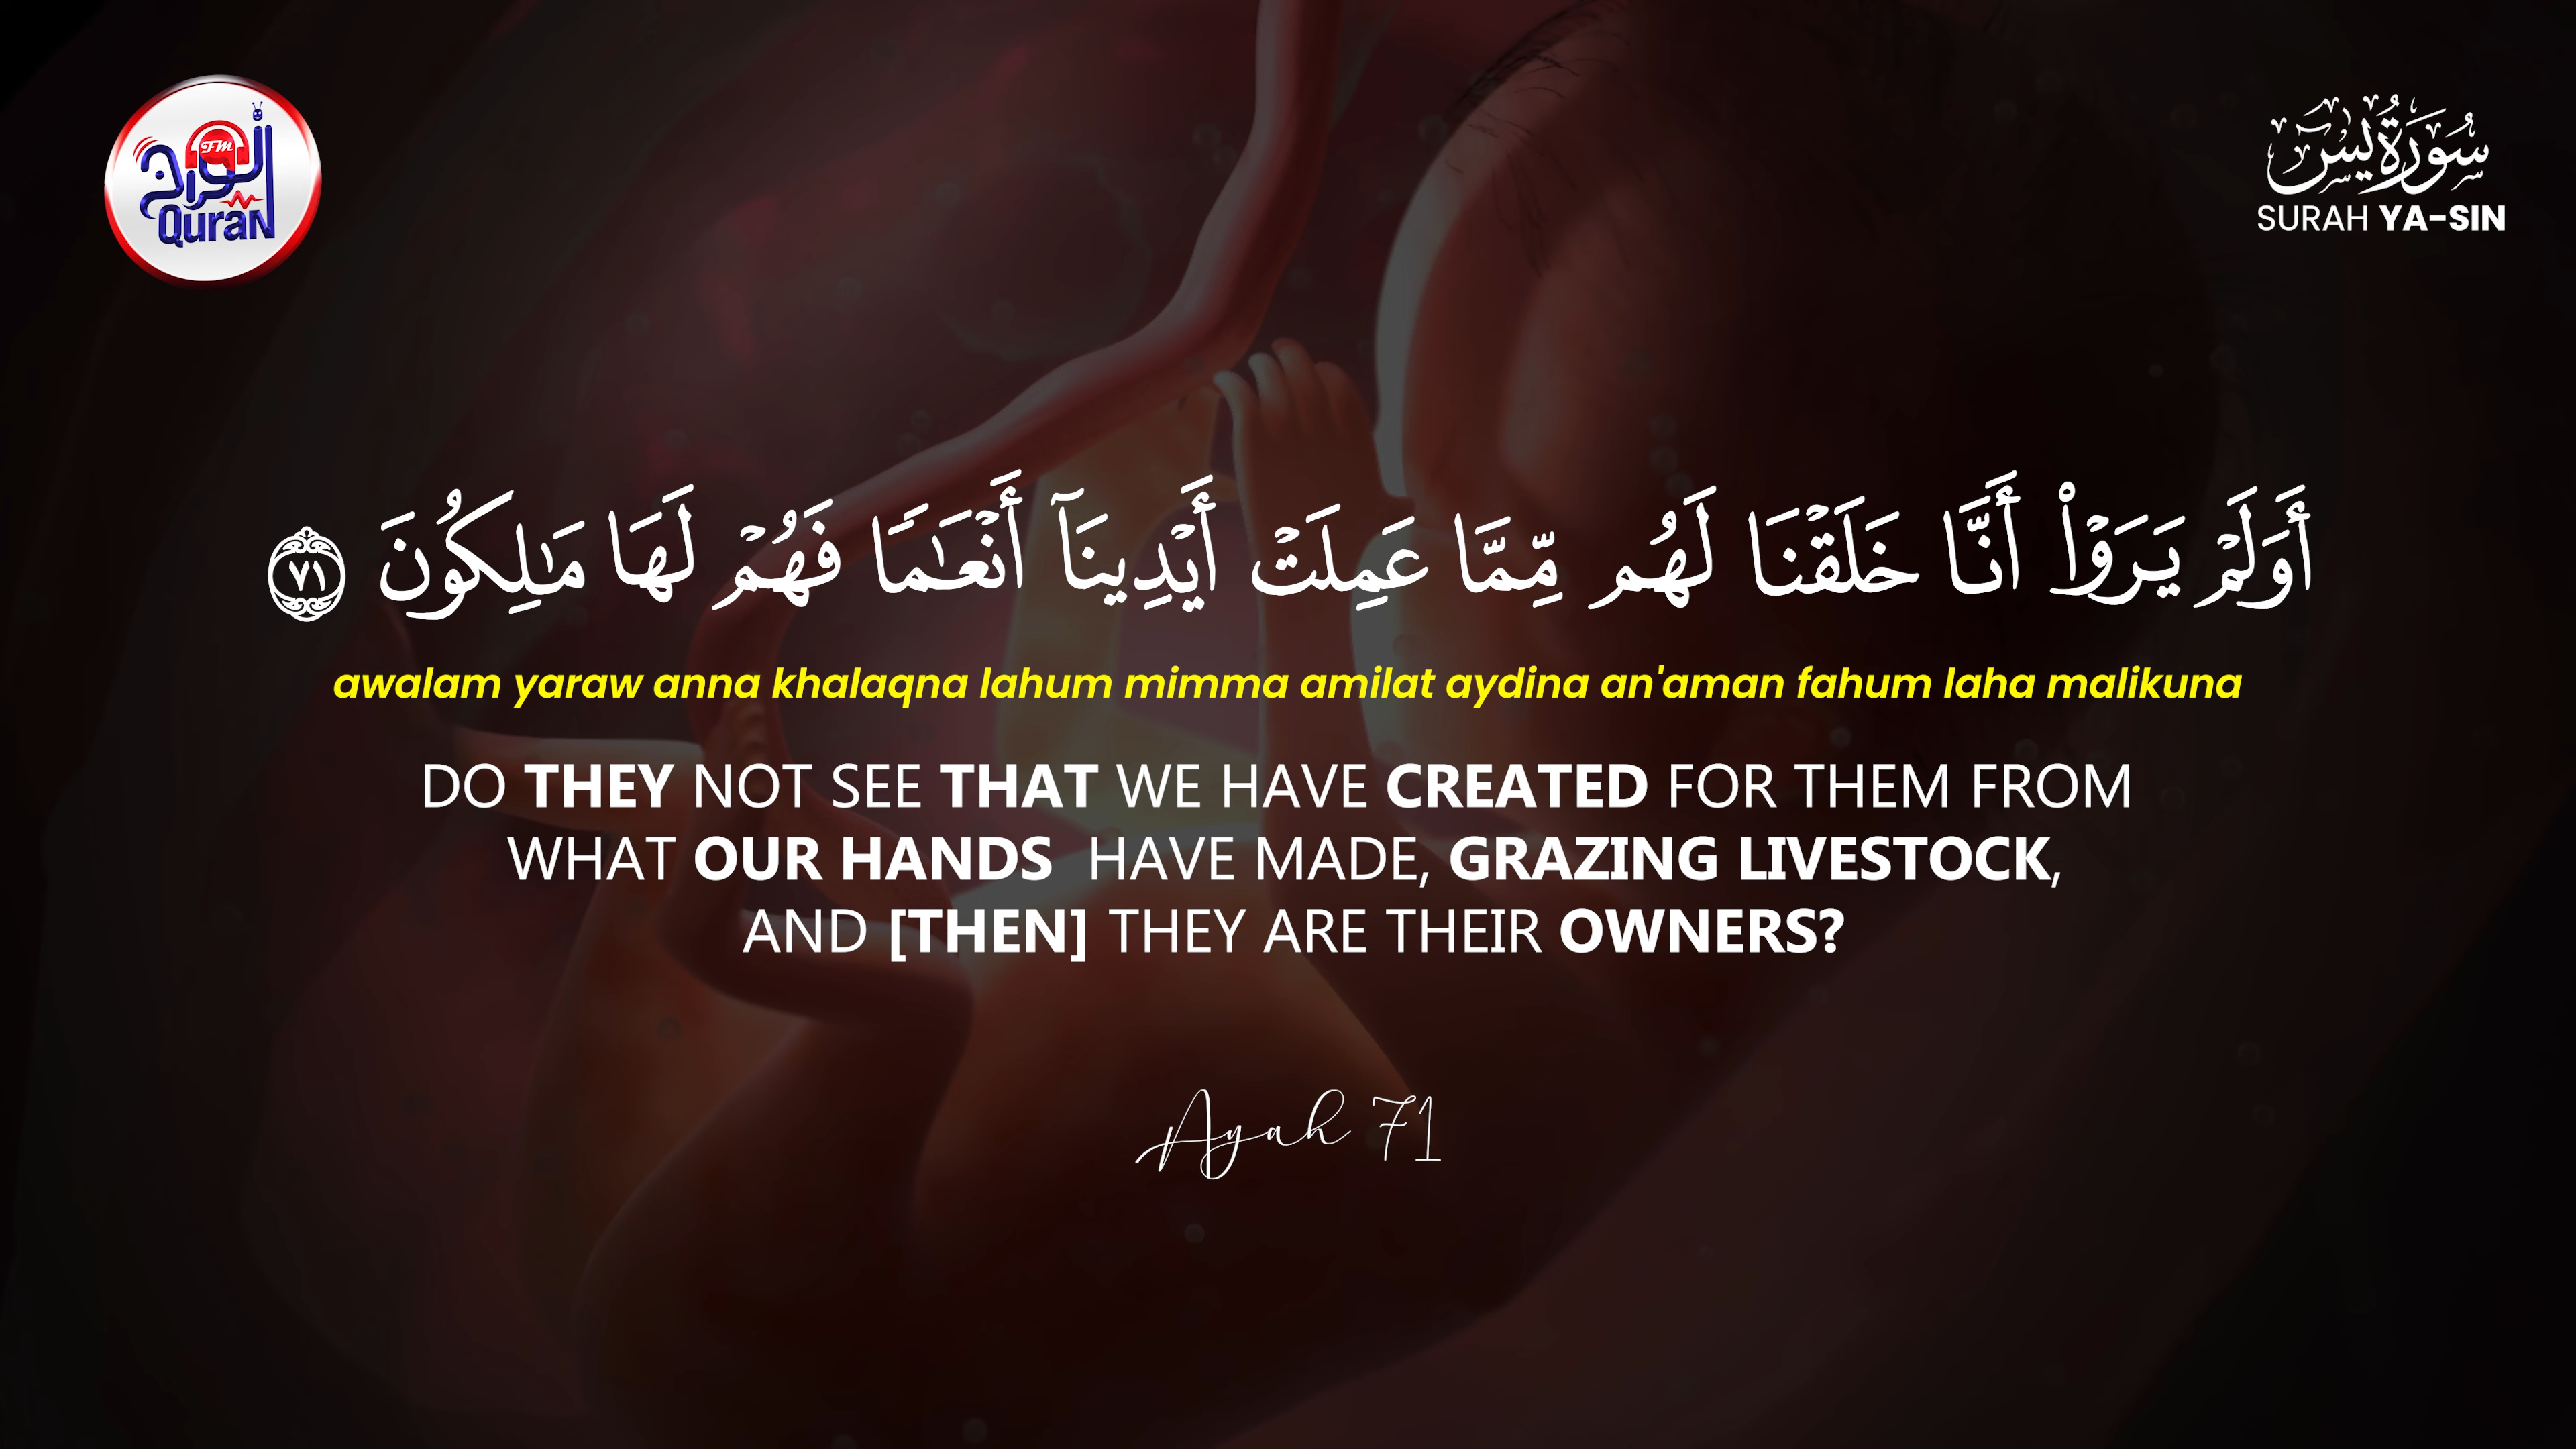 القرآن
FM
Quran
سُورَةُ يسٓ
SURAH YA-SIN
أَوَلَمْ يَرَوْا۟ أَنَّا خَلَقْنَا لَهُم مِّمَّا عَمِلَتْ أَيْدِينَآ أَنْعَـٰمًا فَهُمْ لَهَا مَـٰلِكُونَ ٧١
awalam yaraw anna khalaqna lahum mimma amilat aydina an'aman fahum laha malikuna
DO THEY NOT SEE THAT WE HAVE CREATED FOR THEM FROM
WHAT OUR HANDS HAVE MADE, GRAZING LIVESTOCK,
AND [THEN] THEY ARE THEIR OWNERS?
Ayah 71